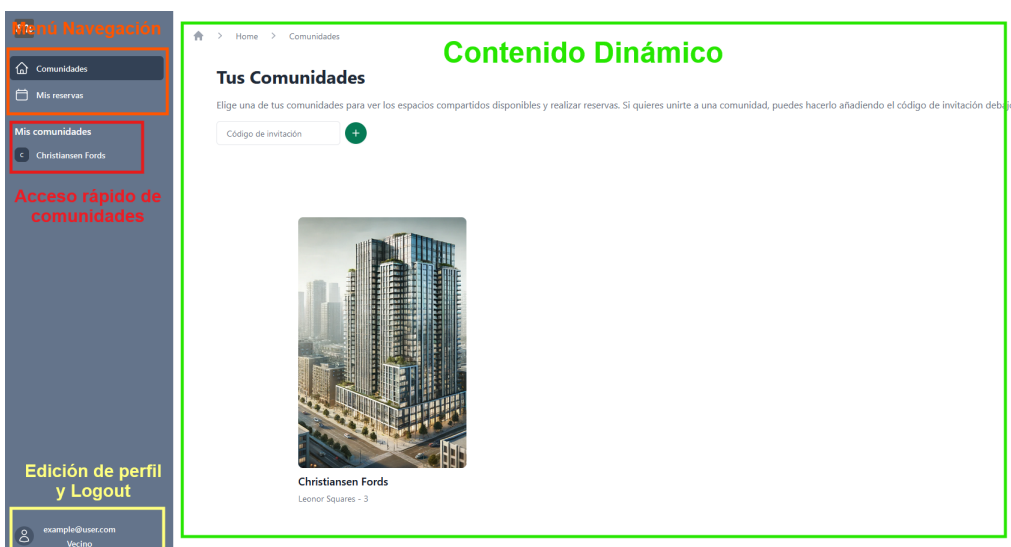 Menú Navegación
Comunidades
Mis reservas
Mis comunidades
C Christiansen Fords
Acceso rápido de
comunidades
Edición de perfil
y Logout
example@user.com
Vecino
> Home > Comunidades
Contenido Dinámico
Tus Comunidades
Elige una de tus comunidades para ver los espacios compartidos disponibles y realizar reservas. Si quieres unirte a una comunidad, puedes hacerlo añadiendo el código de invitación
Código de invitación +
Christiansen Fords
Leonor Squares - 3